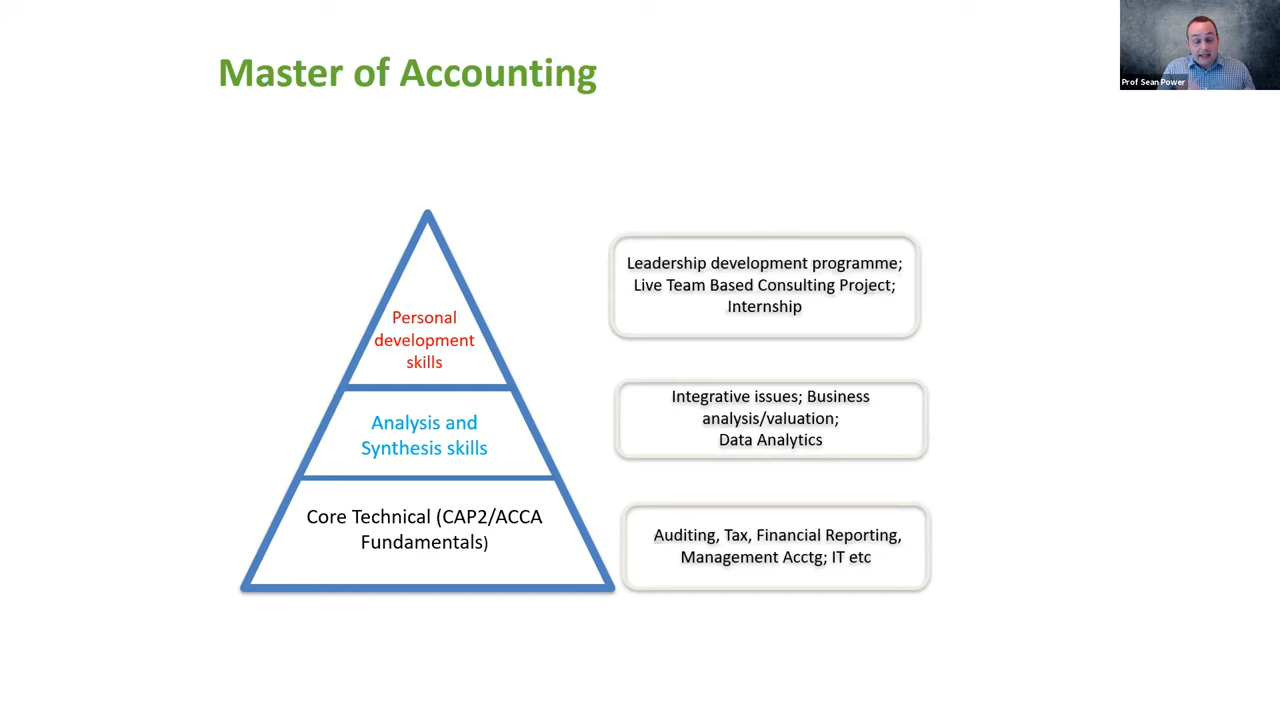 Master of Accounting
Prof Sean Power
Personal
development
skills
Leadership development programme;
Live Team Based Consulting Project;
Internship
Analysis and
Synthesis skills
Integrative issues; Business
analysis/valuation;
Data Analytics
Core Technical (CAP2/ACCA
Fundamentals)
Auditing, Tax, Financial Reporting,
Management Acctg; IT etc